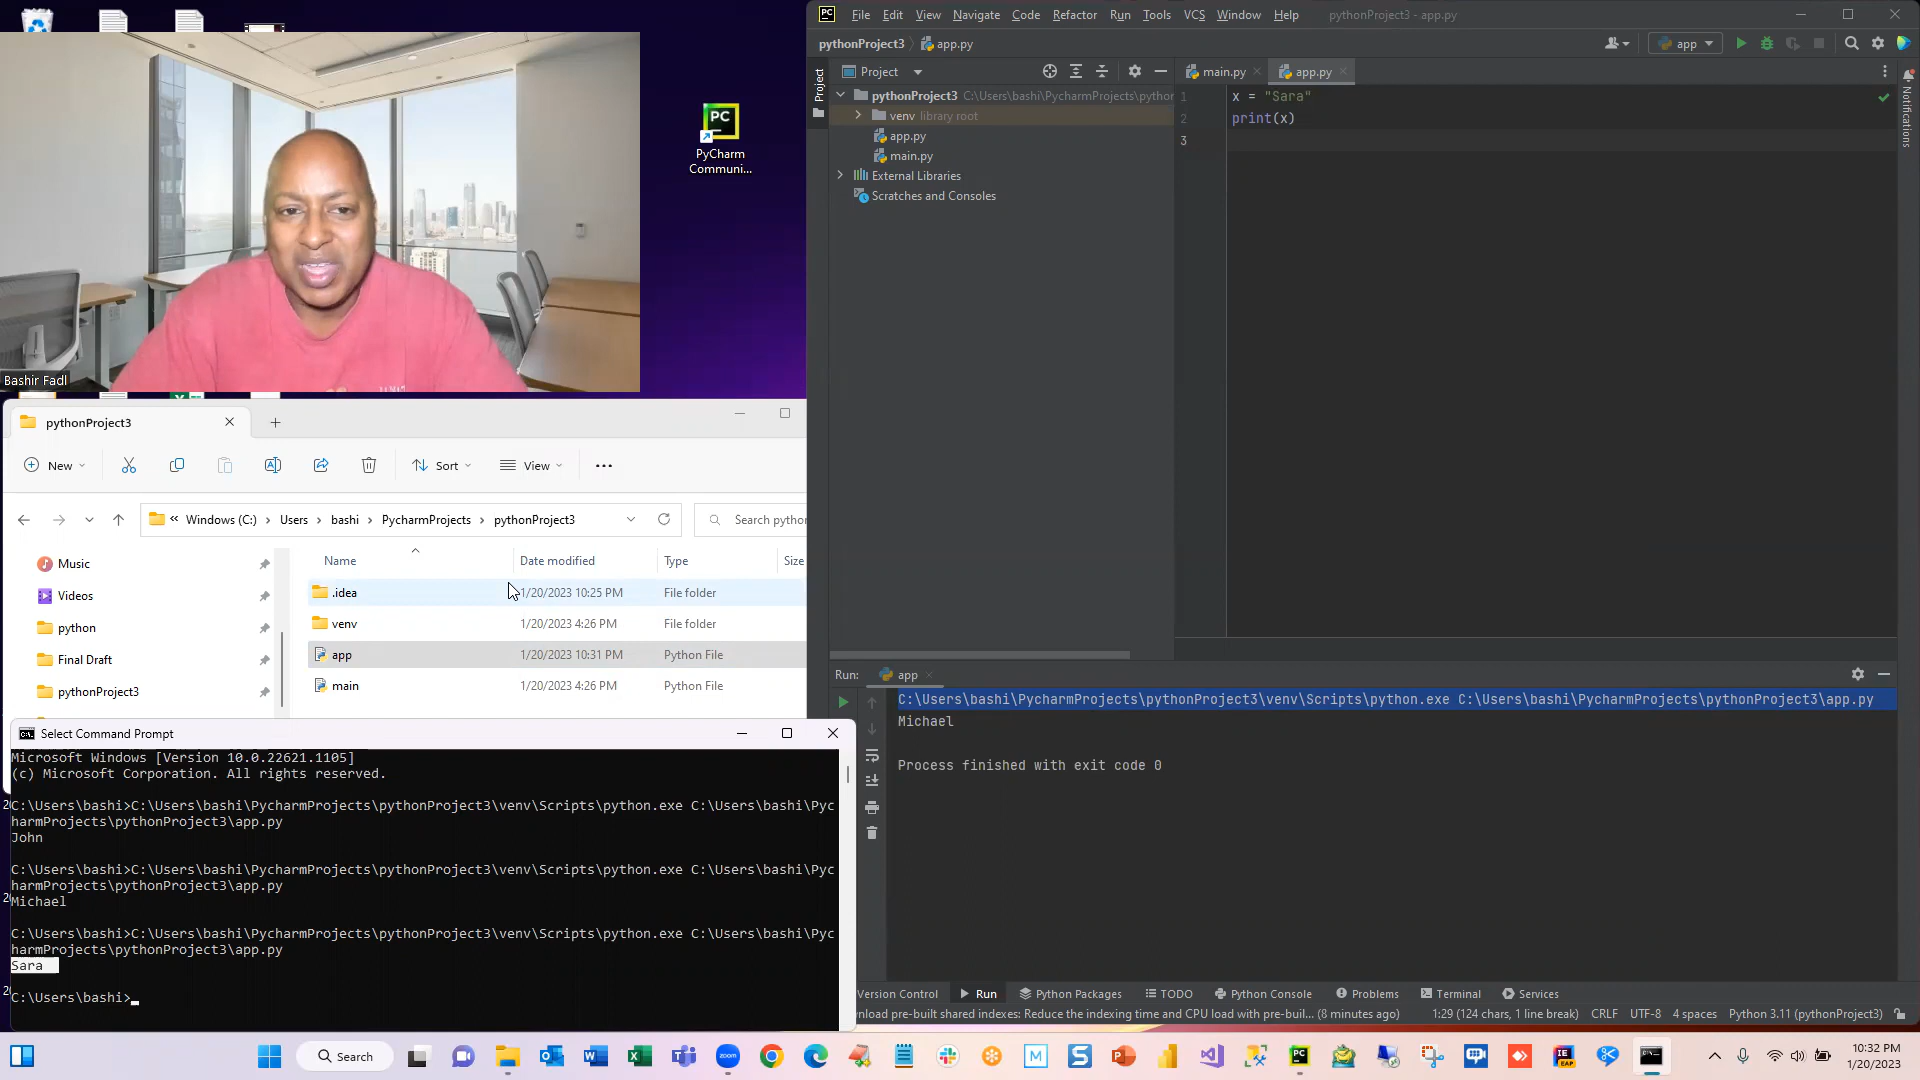 Bashir Fadl
PyCharm
Communi...
pythonProject3
New
Sort
View
Windows (C:) > Users > bashi > PycharmProjects > pythonProject3
Search pytho
Name
Date modified
Type
Size
Music
Videos
python
Final Draft
pythonProject3
.idea 1/20/2023 10:25 PM File folder
venv 1/20/2023 4:26 PM File folder
app 1/20/2023 10:31 PM Python File
main 1/20/2023 4:26 PM Python File
Select Command Prompt
Microsoft Windows [Version 10.0.22621.1105]
(c) Microsoft Corporation. All rights reserved.
C:\Users\bashi>C:\Users\bashi\PycharmProjects\pythonProject3\venv\Scripts\python.exe C:\Users\bashi\Pyc
harmProjects\pythonProject3\app.py
John
C:\Users\bashi>C:\Users\bashi\PycharmProjects\pythonProject3\venv\Scripts\python.exe C:\Users\bashi\Pyc
harmProjects\pythonProject3\app.py
Michael
C:\Users\bashi>C:\Users\bashi\PycharmProjects\pythonProject3\venv\Scripts\python.exe C:\Users\bashi\Pyc
harmProjects\pythonProject3\app.py
Sara
C:\Users\bashi>
PC File Edit View Navigate Code Refactor Run Tools VCS Window Help pythonProject3 - app.py
pythonProject3 app.py
app
Project
Project
pythonProject3 C:\Users\bashi\PycharmProjects\python
venv library root
app.py
main.py
External Libraries
Scratches and Consoles
main.py
app.py
1 x = "Sara"
2 print(x)
3
Notifications
Run: app
C:\Users\bashi\PycharmProjects\pythonProject3\venv\Scripts\python.exe C:\Users\bashi\PycharmProjects\pythonProject3\app.py
Michael
Process finished with exit code 0
Version Control Run Python Packages TODO Python Console Problems Terminal Services
nload pre-built shared indexes: Reduce the indexing time and CPU load with pre-buil... (8 minutes ago)
1:29 (124 chars, 1 line break) CRLF UTF-8 4 spaces Python 3.11 (pythonProject3)
Search
10:32 PM
1/20/2023